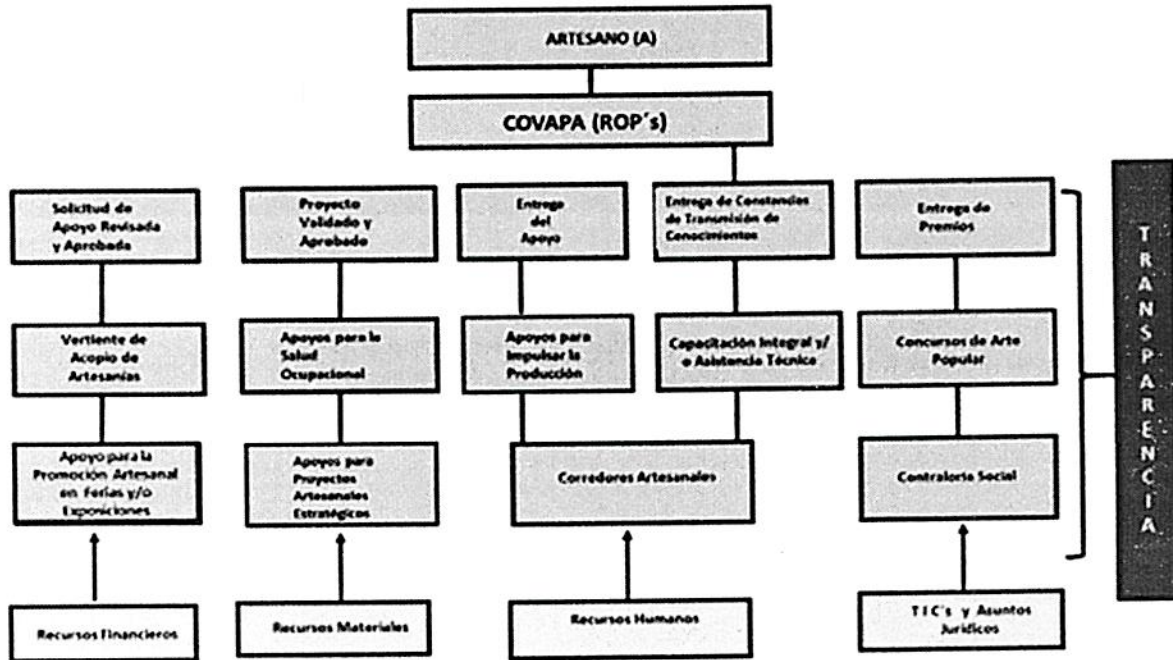 ARTESANO (A)
COVAPA (ROP´s)
Solicitud de
Apoyo Revisada
y Aprobada
Proyecto
Validado y
Aprobado
Entrega
del
Apoyo
Entrega de Constancias
de Transmisión de
Conocimientos
Entrega de
Premios
Vertiente de
Acopio de
Artesanías
Apoyos para la
Salud
Ocupacional
Apoyos para
Impulsar la
Producción
Capacitación Integral y/
o Asistencia Técnica
Concursos de Arte
Popular
Apoyo para la
Promoción Artesanal
en Ferias y/o
Exposiciones
Apoyos para
Proyectos
Artesanales
Estratégicos
Corredores Artesanales
Contraloría Social
Recursos Financieros
Recursos Materiales
Recursos Humanos
T I C´s y Asuntos
Jurídicos
TRANSPARENCIA